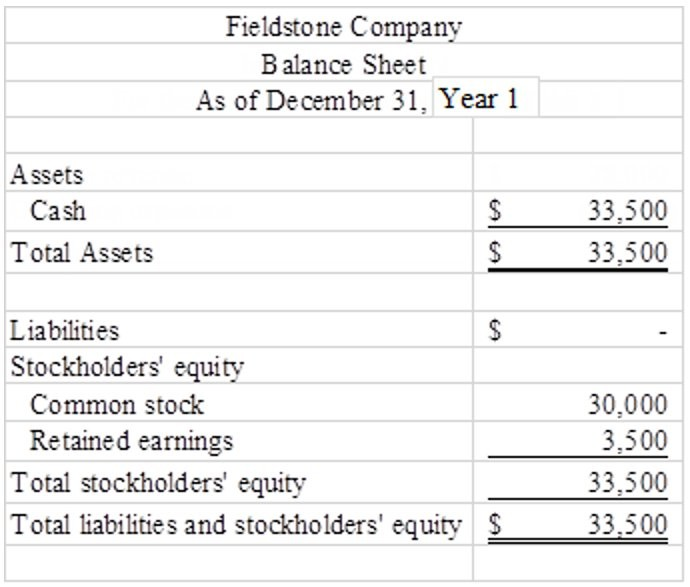 Fieldstone Company
Balance Sheet
As of December 31, Year 1
Assets
Cash $ 33,500
Total Assets $ 33,500
Liabilities $ -
Stockholders' equity
Common stock 30,000
Retained earnings 3,500
Total stockholders' equity 33,500
Total liabilities and stockholders' equity $ 33,500